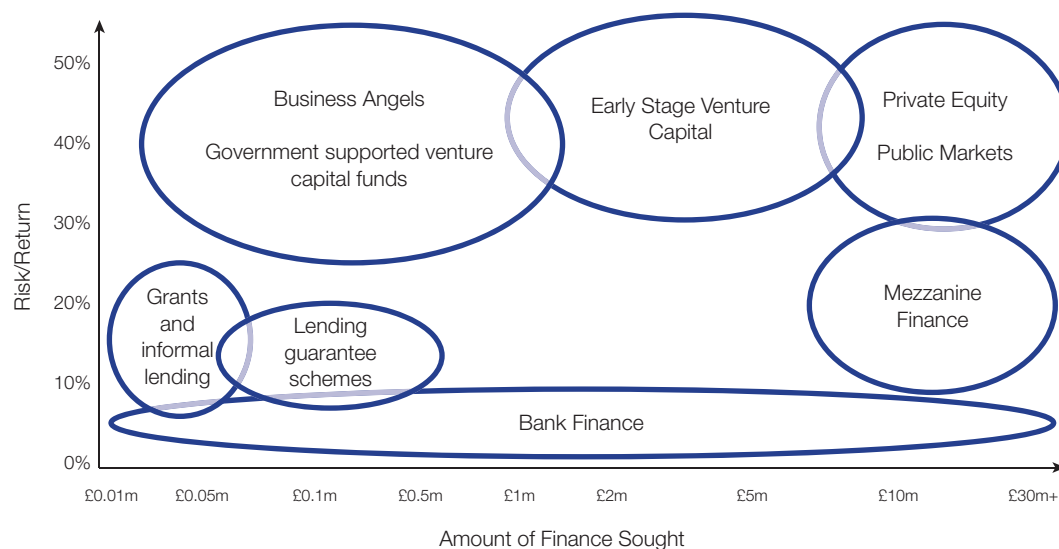 50%
40%
30%
20%
10%
0%
Risk/Return
Business Angels
Government supported venture
capital funds
Early Stage Venture
Capital
Private Equity
Public Markets
Grants
and
informal
lending
Lending
guarantee
schemes
Mezzanine
Finance
Bank Finance
£0.01m
£0.05m
£0.1m
£0.5m
£1m
£2m
£5m
£10m
£30m+
Amount of Finance Sought